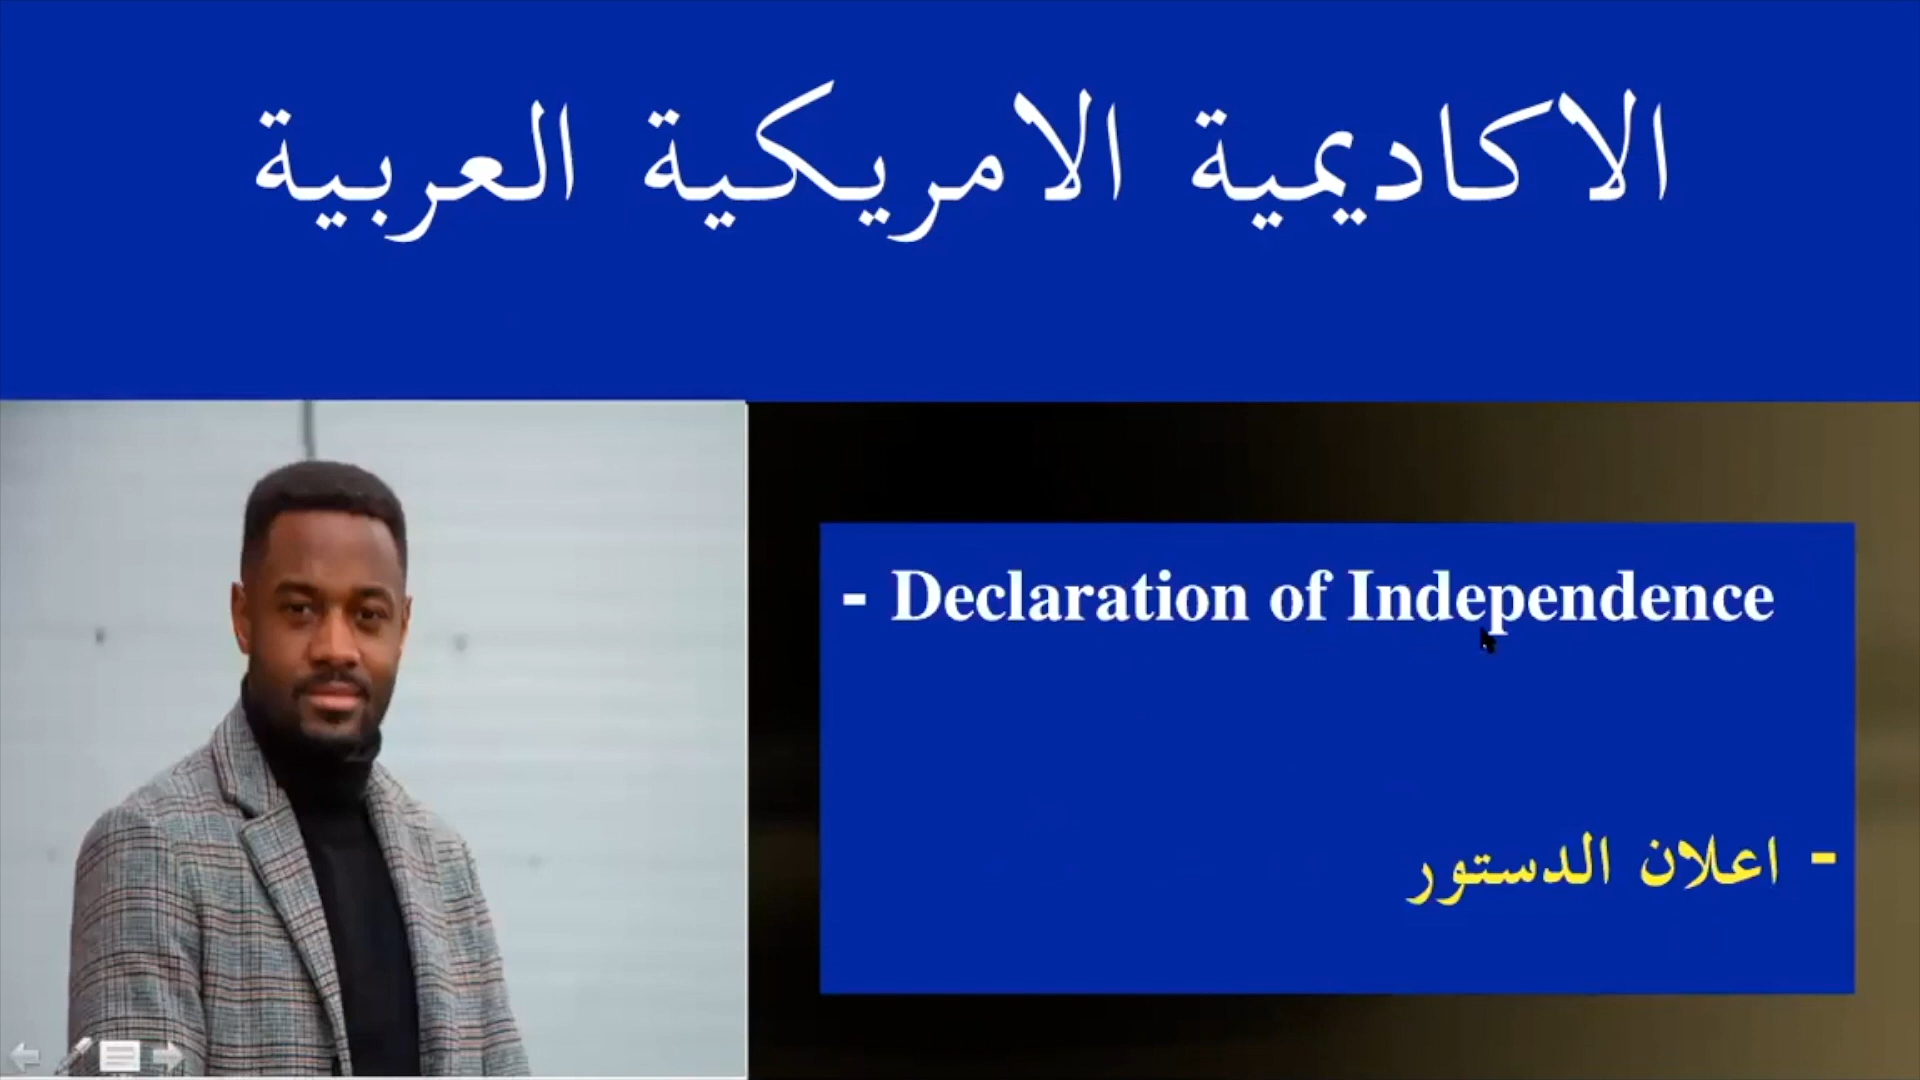 الاكاديمية الامريكية العربية
- Declaration of Independence
- اعلان الدستور